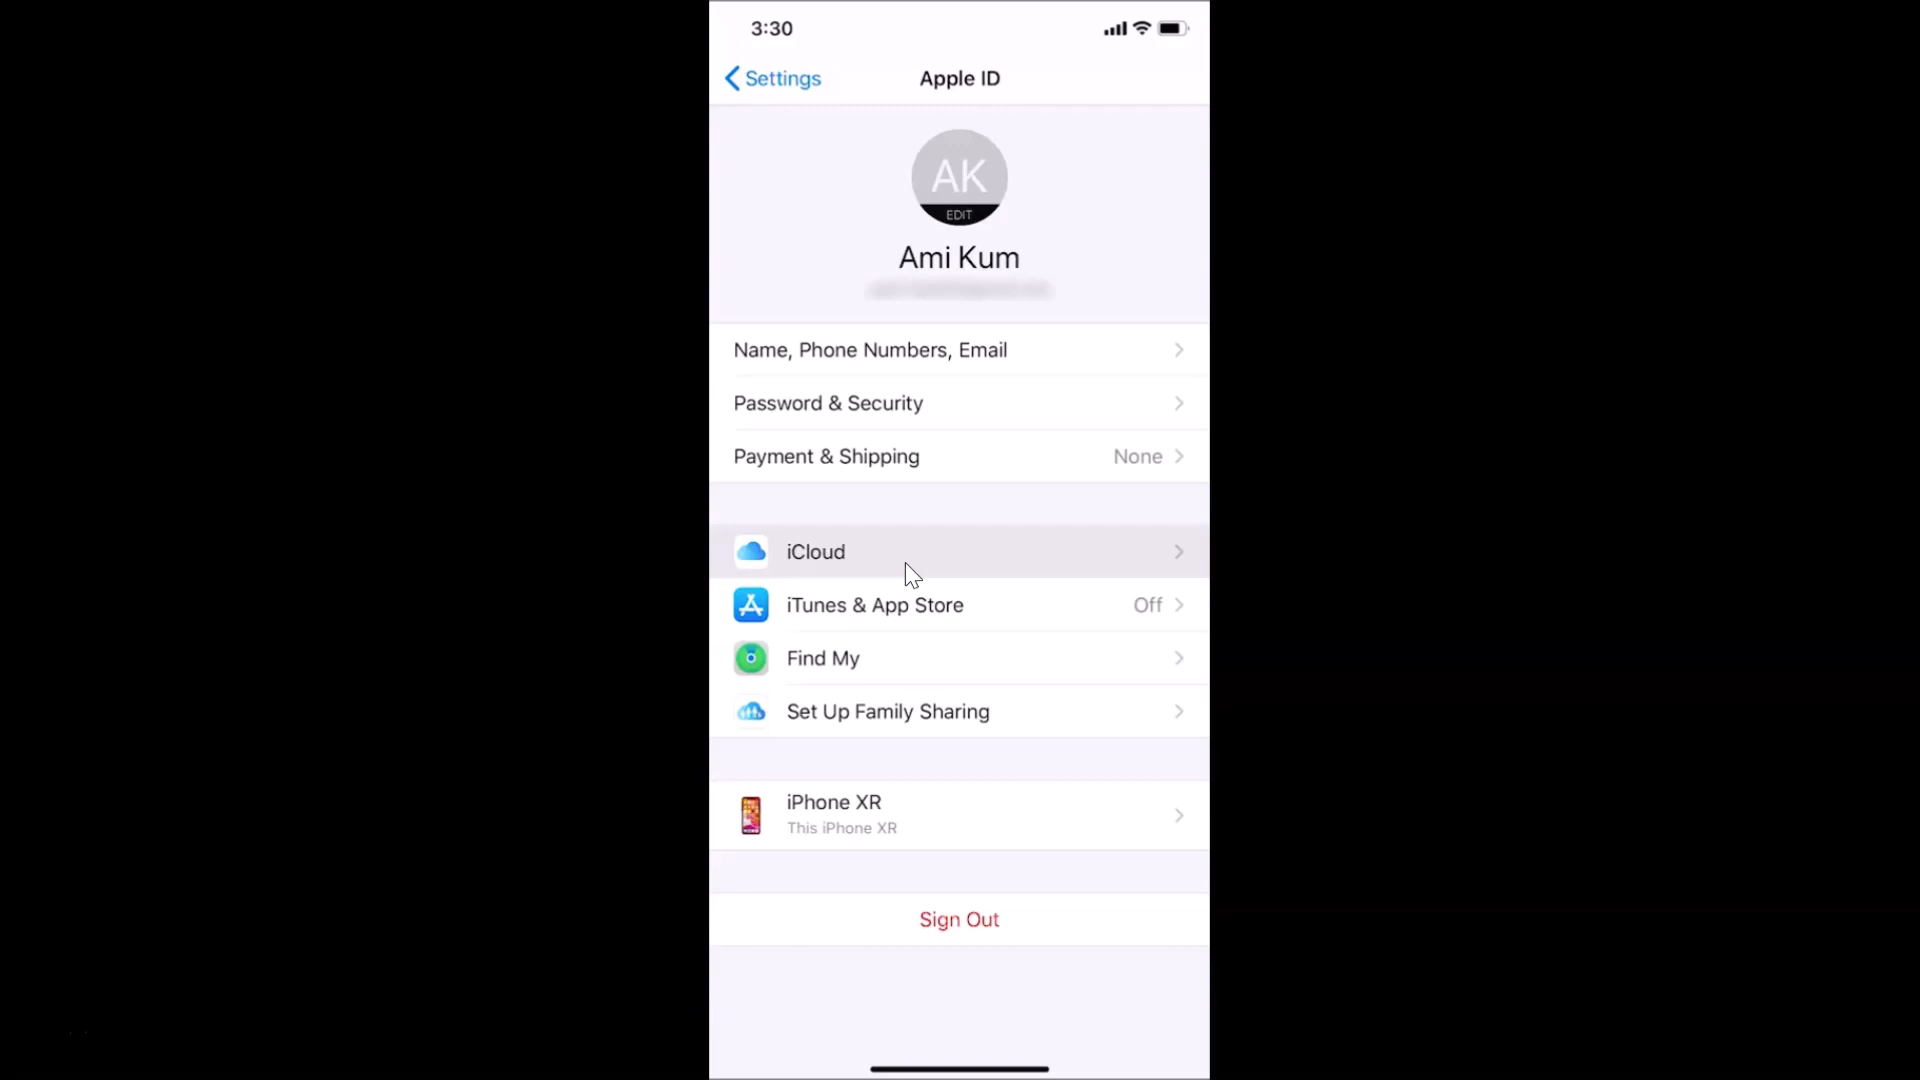 3:30
Settings
Apple ID
AK
EDIT
Ami Kum
Name, Phone Numbers, Email
Password & Security
Payment & Shipping None
iCloud
iTunes & App Store Off
Find My
Set Up Family Sharing
iPhone XR
This iPhone XR
Sign Out